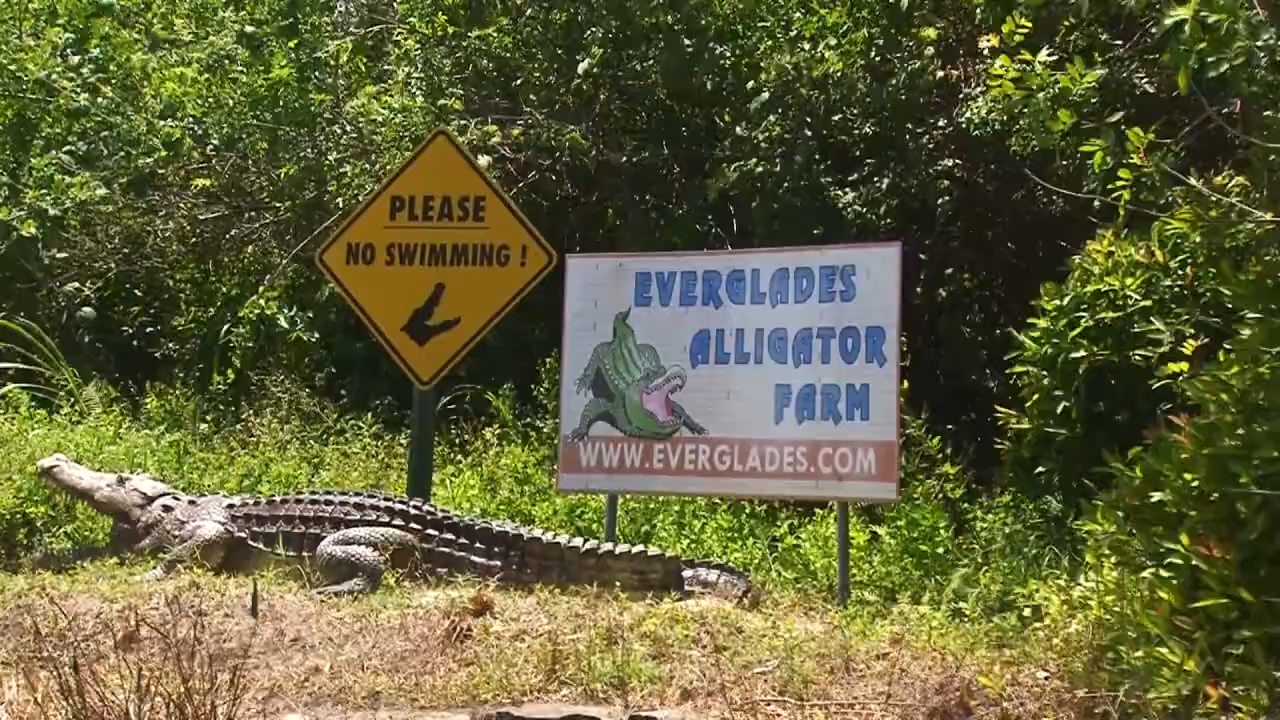 PLEASE
NO SWIMMING !
EVERGLADES
ALLIGATOR
FARM
WWW.EVERGLADES.COM